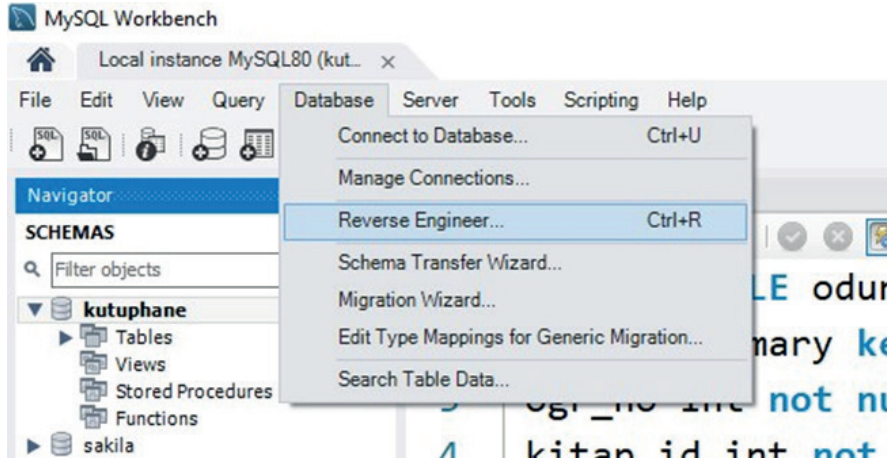 MySQL Workbench
Local instance MySQL80 (kut...
File Edit View Query Database Server Tools Scripting Help
SQL SQL
Connect to Database... Ctrl+U
Manage Connections...
Reverse Engineer... Ctrl+R
Schema Transfer Wizard...
Migration Wizard...
Edit Type Mappings for Generic Migration...
Search Table Data...
Navigator
SCHEMAS
Filter objects
kutuphane
Tables
Views
Stored Procedures
Functions
sakila
LE odu
mary ke
not nu
4 kitap_id int not